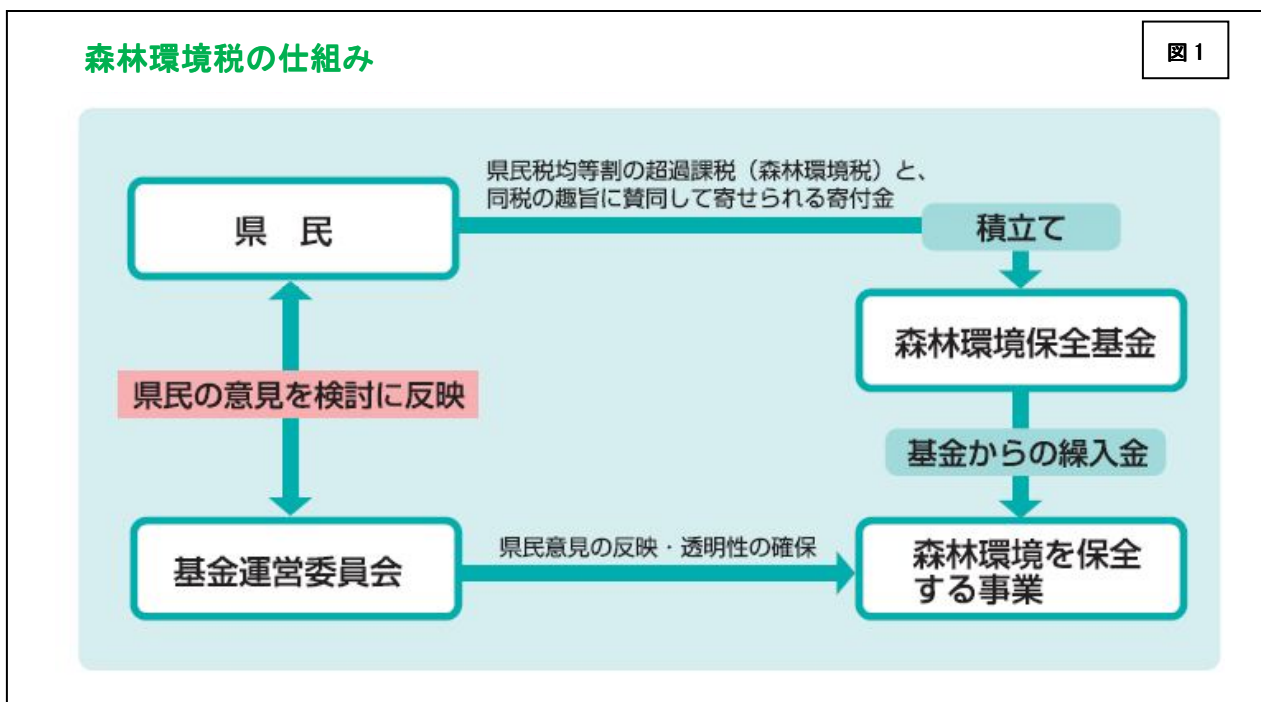 森林環境税の仕組み
図1
県民税均等割の超過課税（森林環境税）と、
同税の趣旨に賛同して寄せられる寄付金
県 民
積立て
森林環境保全基金
県民の意見を検討に反映
基金からの繰入金
基金運営委員会
県民意見の反映・透明性の確保
森林環境を保全
する事業